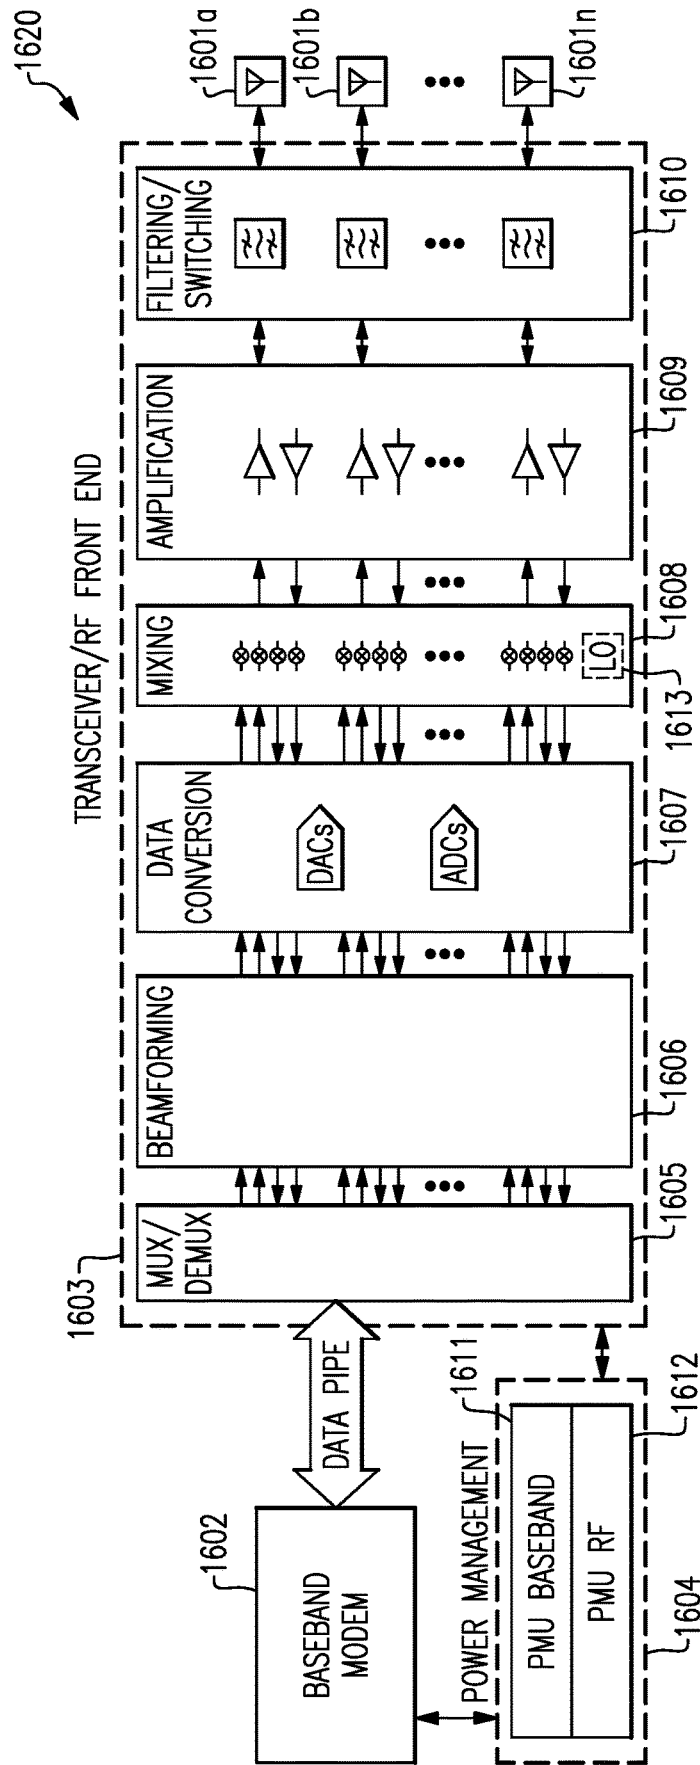 1620
TRANSCEIVER/RF FRONT END
1603
1602
BASEBAND
MODEM
DATA PIPE
MUX/
DEMUX
BEAMFORMING
DATA
CONVERSION
DACs
ADCs
MIXING
LO
AMPLIFICATION
FILTERING/
SWITCHING
1601a
1601b
1601n
POWER MANAGEMENT
1611
PMU BASEBAND
PMU RF
1604
1612
1605
1606
1607
1613
1608
1609
1610